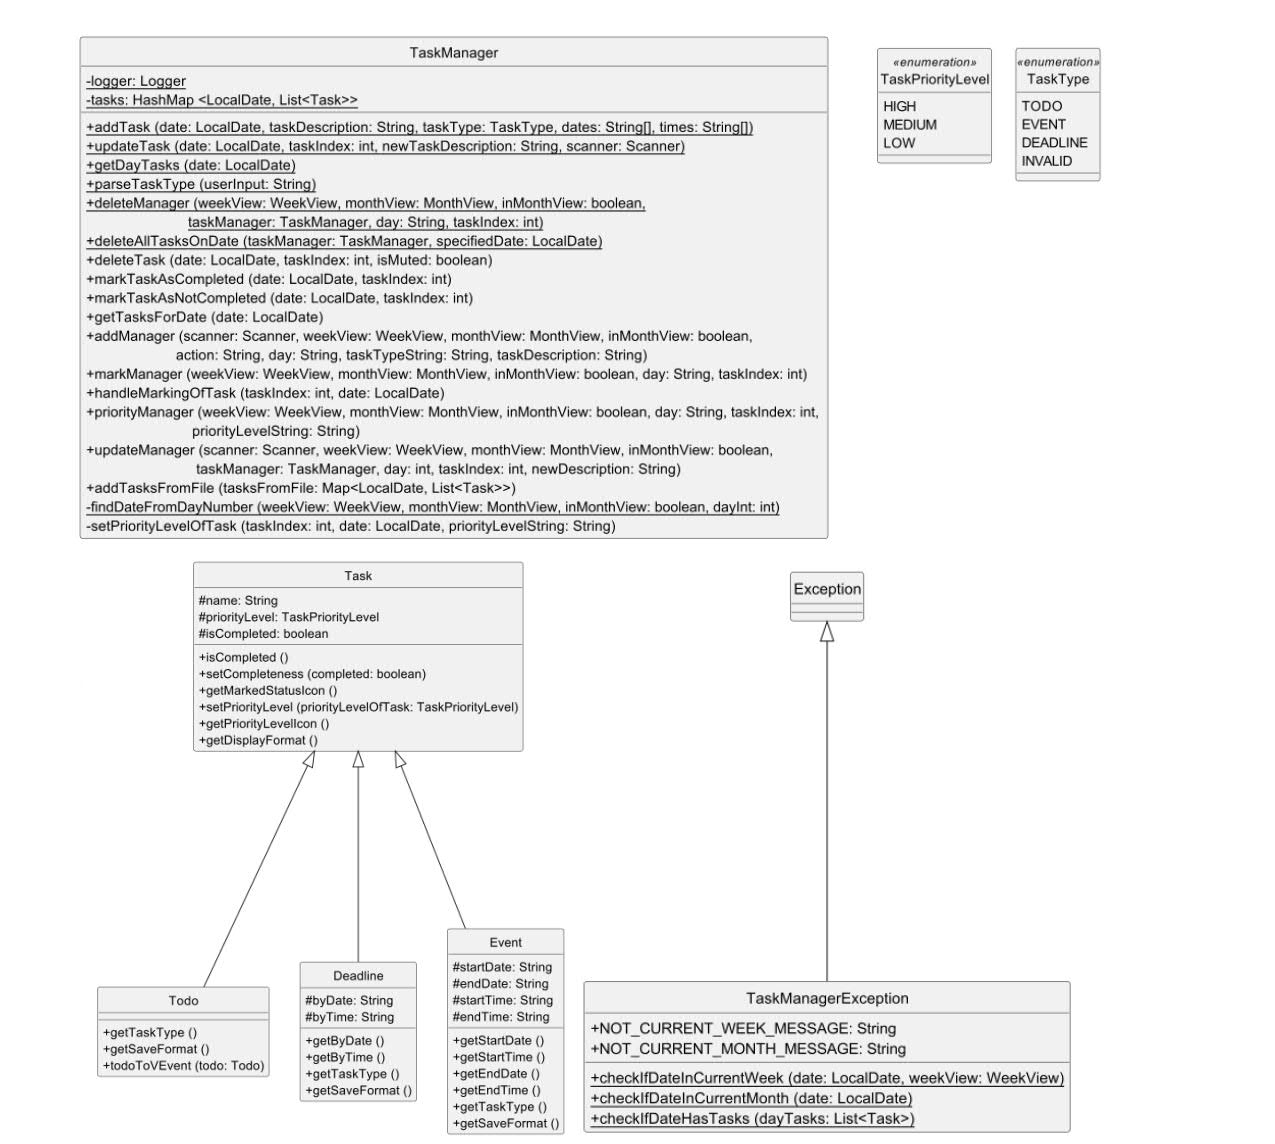 TaskManager
-logger: Logger
-tasks: HashMap <LocalDate, List<Task>>
+addTask (date: LocalDate, taskDescription: String, taskType: TaskType, dates: String[], times: String[])
+updateTask (date: LocalDate, taskIndex: int, newTaskDescription: String, scanner: Scanner)
+getDayTasks (date: LocalDate)
+parseTaskType (userInput: String)
+deleteManager (weekView: WeekView, monthView: MonthView, inMonthView: boolean,
taskManager: TaskManager, day: String, taskIndex: int)
+deleteAllTasksOnDate (taskManager: TaskManager, specifiedDate: LocalDate)
+deleteTask (date: LocalDate, taskIndex: int, isMuted: boolean)
+markTaskAsCompleted (date: LocalDate, taskIndex: int)
+markTaskAsNotCompleted (date: LocalDate, taskIndex: int)
+getTasksForDate (date: LocalDate)
+addManager (scanner: Scanner, weekView: WeekView, monthView: MonthView, inMonthView: boolean,
action: String, day: String, taskTypeString: String, taskDescription: String)
+markManager (weekView: WeekView, monthView: MonthView, inMonthView: boolean, day: String, taskIndex: int)
+handleMarkingOfTask (taskIndex: int, date: LocalDate)
+priorityManager (weekView: WeekView, monthView: MonthView, inMonthView: boolean, day: String, taskIndex: int,
priorityLevelString: String)
+updateManager (scanner: Scanner, weekView: WeekView, monthView: MonthView, inMonthView: boolean,
taskManager: TaskManager, day: int, taskIndex: int, newDescription: String)
+addTasksFromFile (tasksFromFile: Map<LocalDate, List<Task>>)
-findDateFromDayNumber (weekView: WeekView, monthView: MonthView, inMonthView: boolean, dayInt: int)
-setPriorityLevelOfTask (taskIndex: int, date: LocalDate, priorityLevelString: String)
«enumeration»
TaskPriorityLevel
HIGH
MEDIUM
LOW
«enumeration»
TaskType
TODO
EVENT
DEADLINE
INVALID
Task
#name: String
#priorityLevel: TaskPriorityLevel
#isCompleted: boolean
+isCompleted ()
+setCompleteness (completed: boolean)
+getMarkedStatusIcon ()
+setPriorityLevel (priorityLevelOfTask: TaskPriorityLevel)
+getPriorityLevelIcon ()
+getDisplayFormat ()
Exception
Todo
+getTaskType ()
+getSaveFormat ()
+todoToVEvent (todo: Todo)
Deadline
#byDate: String
#byTime: String
+getByDate ()
+getByTime ()
+getTaskType ()
+getSaveFormat ()
Event
#startDate: String
#endDate: String
#startTime: String
#endTime: String
+getStartDate ()
+getStartTime ()
+getEndDate ()
+getEndTime ()
+getTaskType ()
+getSaveFormat ()
TaskManagerException
+NOT_CURRENT_WEEK_MESSAGE: String
+NOT_CURRENT_MONTH_MESSAGE: String
+checkIfDateInCurrentWeek (date: LocalDate, weekView: WeekView)
+checkIfDateInCurrentMonth (date: LocalDate)
+checkIfDateHasTasks (dayTasks: List<Task>)